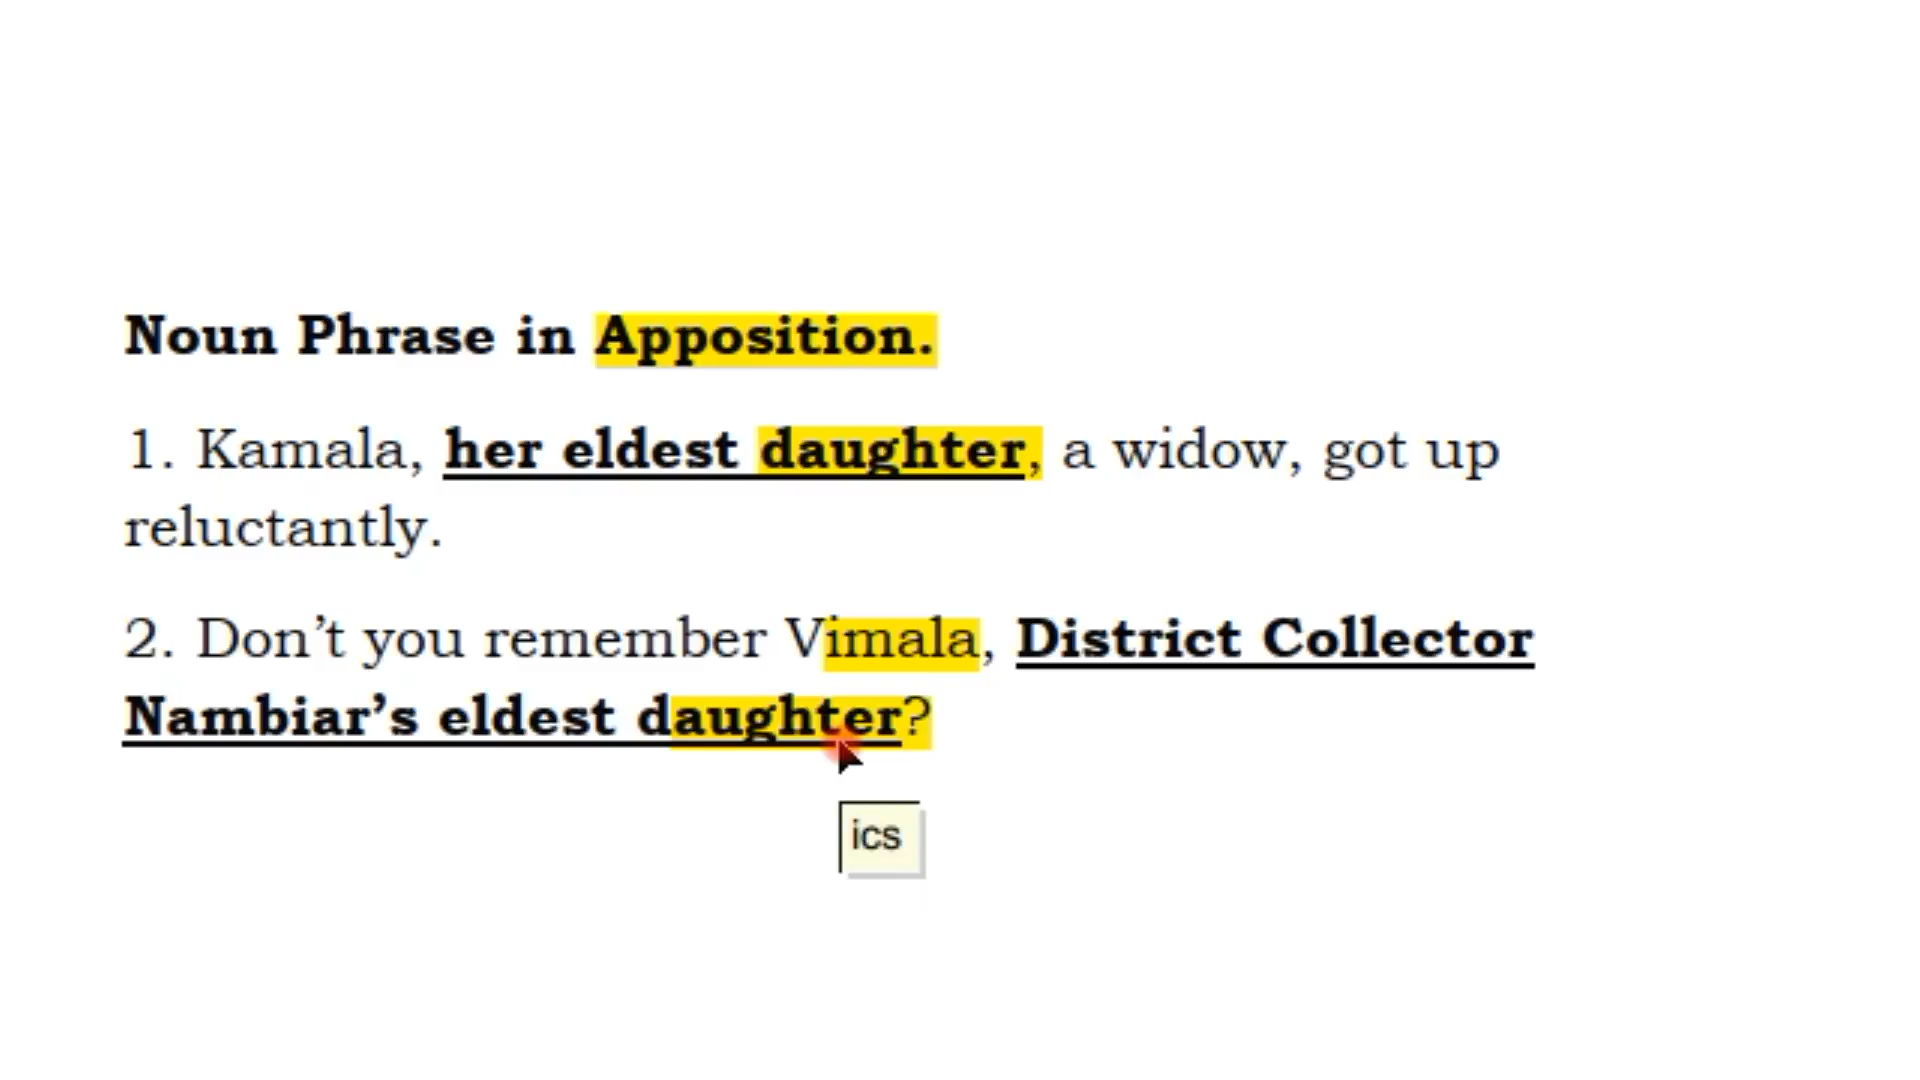 Noun Phrase in Apposition.
1. Kamala, her eldest daughter, a widow, got up
reluctantly.
2. Don’t you remember Vimala, District Collector
Nambiar’s eldest daughter?
ics